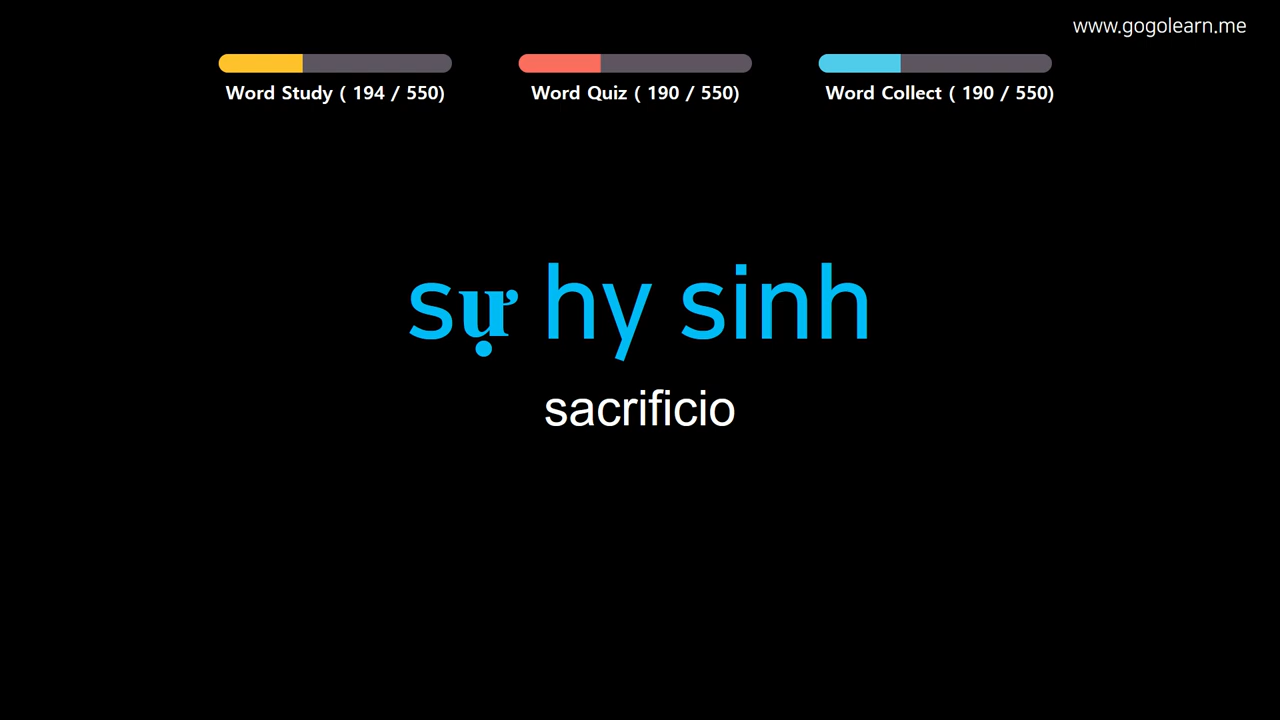 www.gogolearn.me
Word Study ( 194 / 550)
Word Quiz ( 190 / 550)
Word Collect ( 190 / 550)
sự hy sinh
sacrificio